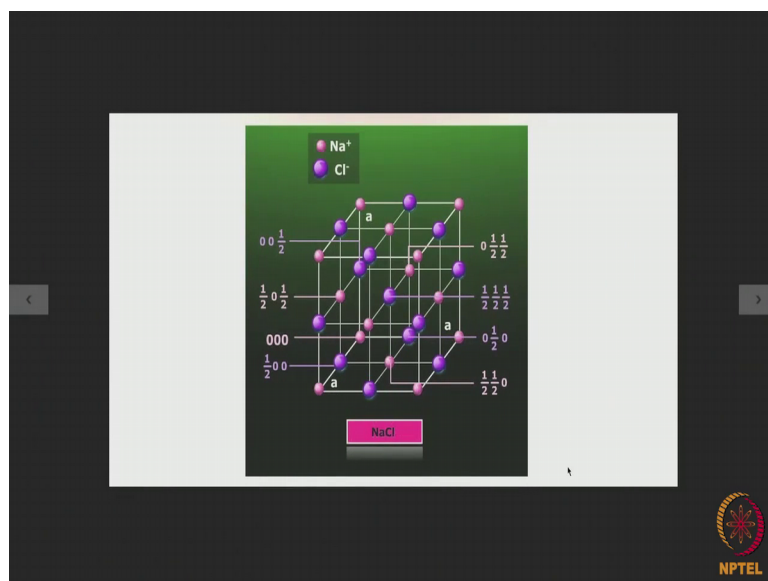 Na⁺
Cl⁻
a
0 0 1/2
0 1/2 1/2
1/2 0 1/2
1/2 1/2 1/2
a
000
0 1/2 0
1/2 0 0
a
1/2 1/2 0
NaCl
NPTEL